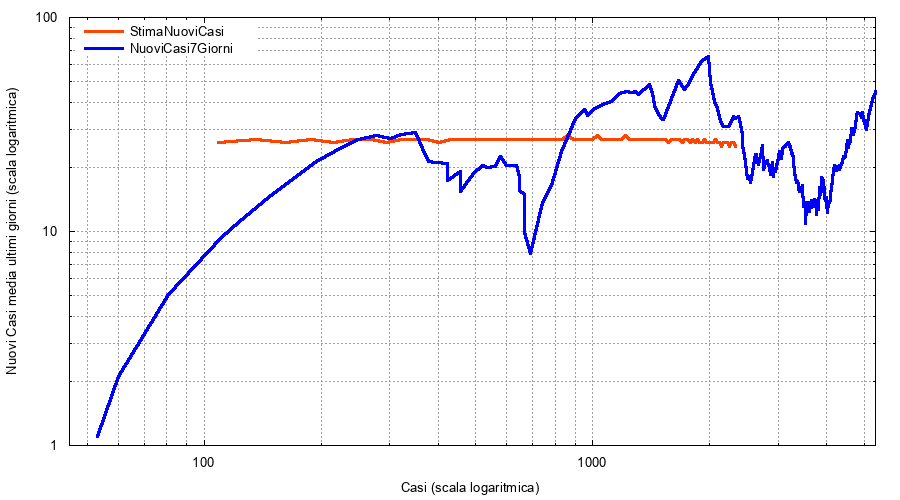 100
StimaNuoviCasi
NuoviCasi7Giorni
Nuovi Casi media ultimi giorni (scala logaritmica)
10
1
100
1000
Casi (scala logaritmica)